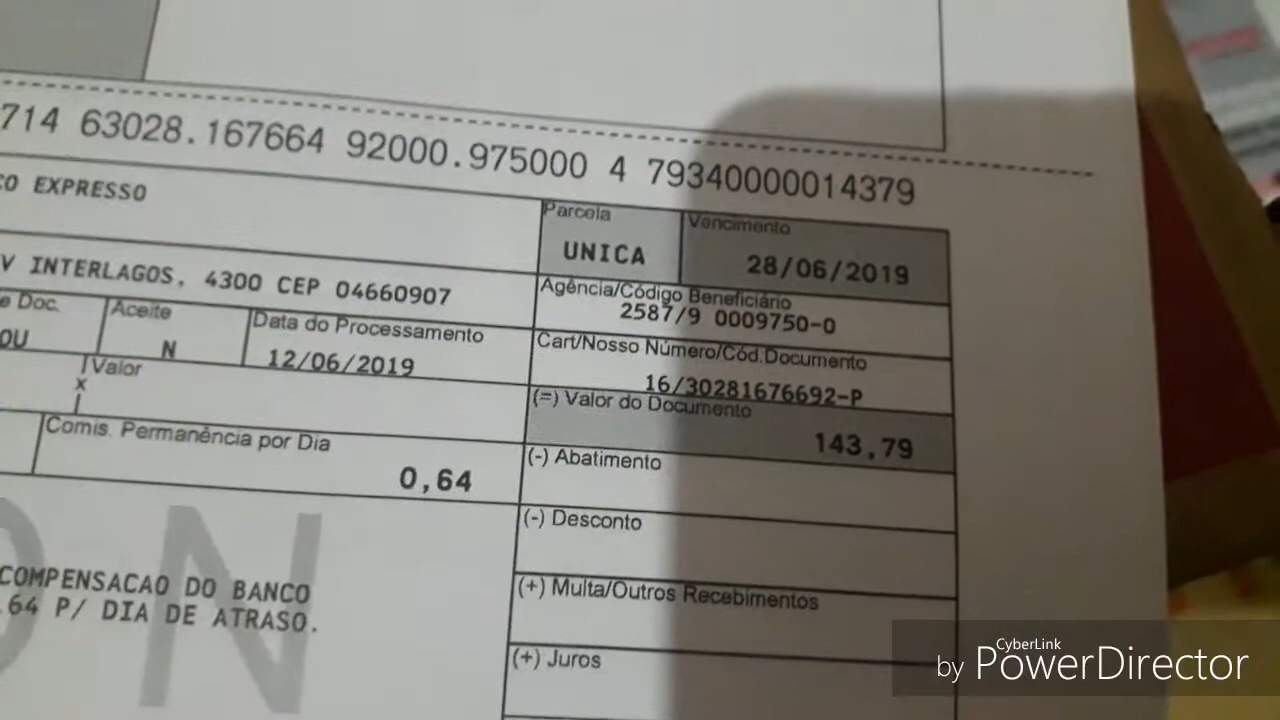 714 63028.167664 92000.975000 4 79340000014379
CO EXPRESSO
Parcela
UNICA
Vencimento
28/06/2019
V INTERLAGOS, 4300 CEP 04660907
Agência/Código Beneficiário
2587/9 0009750-0
e Doc.
OU
Aceite
N
Data do Processamento
12/06/2019
Cart/Nosso Número/Cód.Documento
16/30281676692-P
Valor
x
(=) Valor do Documento
143,79
Comis. Permanência por Dia
0,64
(-) Abatimento
(-) Desconto
COMPENSACAO DO BANCO
,64 P/ DIA DE ATRASO.
(+) Multa/Outros Recebimentos
(+) Juros
by CyberLink PowerDirector